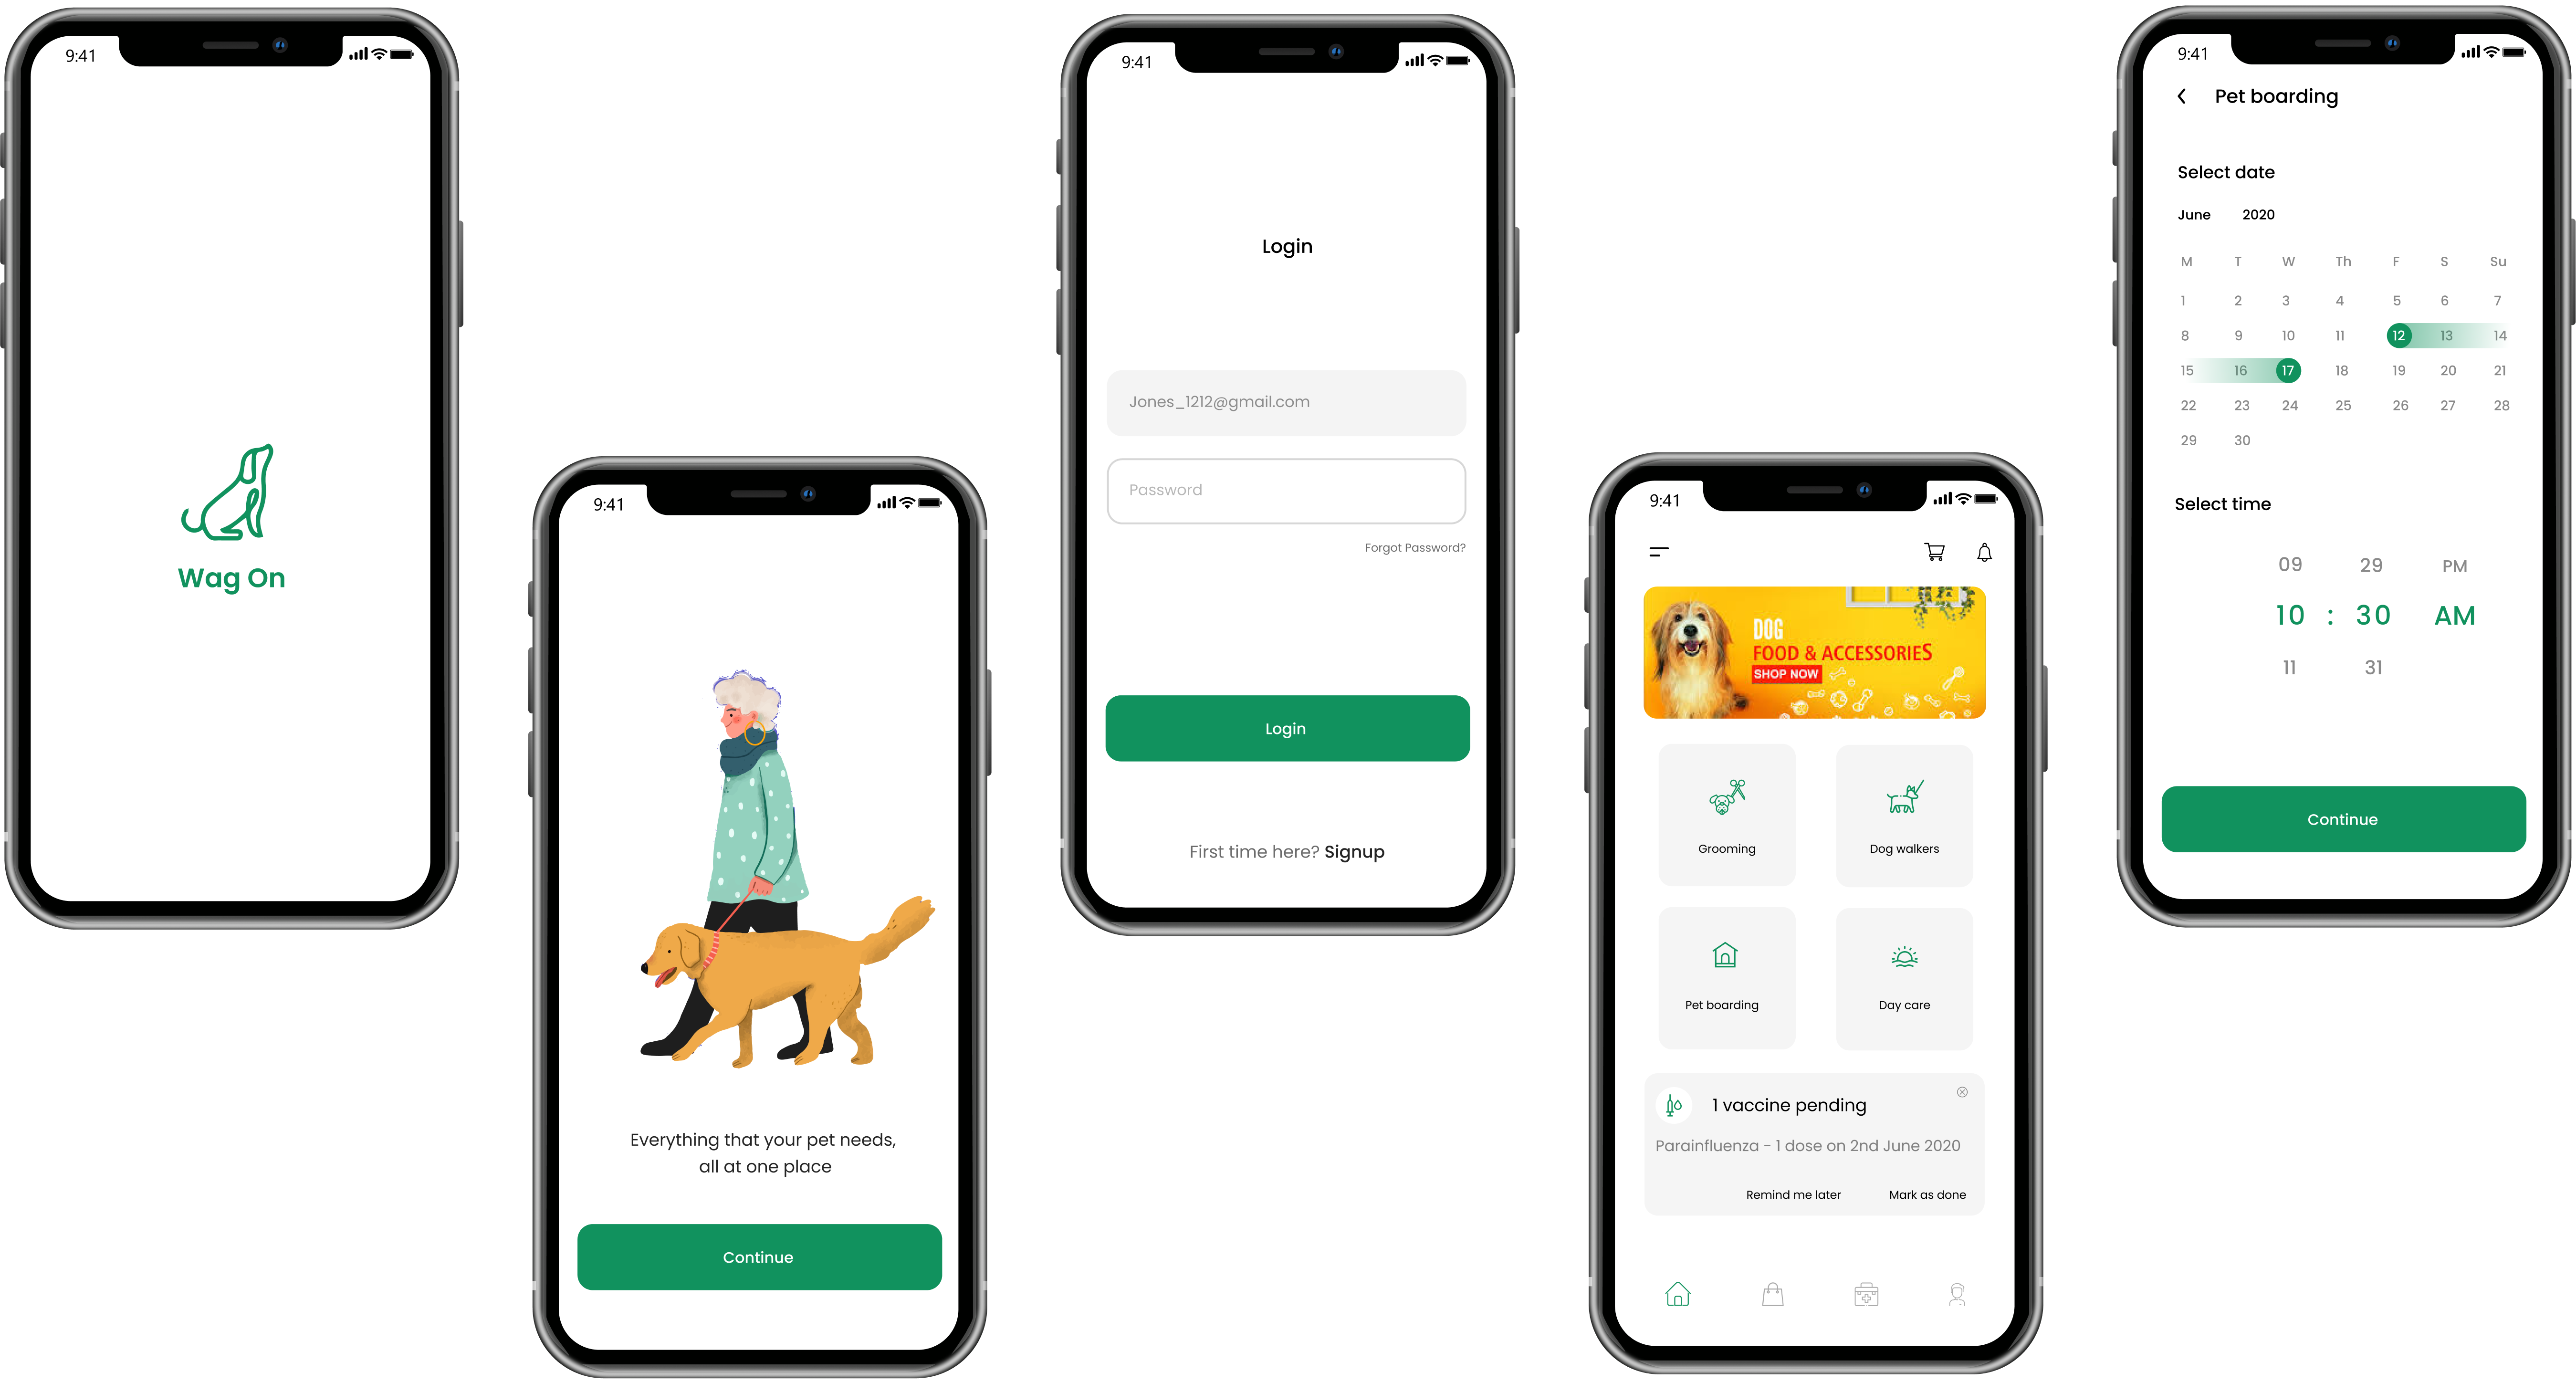 9:41
Wag On
9:41
Everything that your pet needs,
all at one place
Continue
9:41
Login
Jones_1212@gmail.com
Password
Forgot Password?
Login
First time here? Signup
9:41
DOG
FOOD & ACCESSORIES
SHOP NOW
Grooming Dog walkers
Pet boarding Day care
1 vaccine pending
Parainfluenza - 1 dose on 2nd June 2020
Remind me later Mark as done
9:41
Pet boarding
Select date
June 2020
M T W Th F S Su
1 2 3 4 5 6 7
8 9 10 11 12 13 14
15 16 17 18 19 20 21
22 23 24 25 26 27 28
29 30
Select time
09 29 PM
10 : 30 AM
11 31
Continue